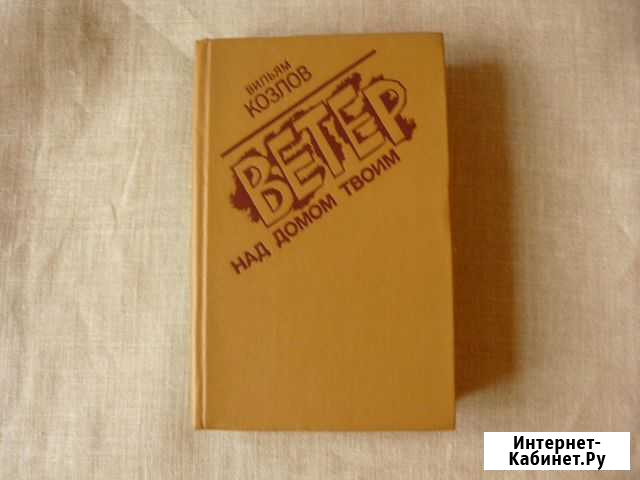 ВИЛЬЯМ
КОЗЛОВ
ВЕТЕР
НАД ДОМОМ ТВОИМ
Интернет-
Кабинет.Ру